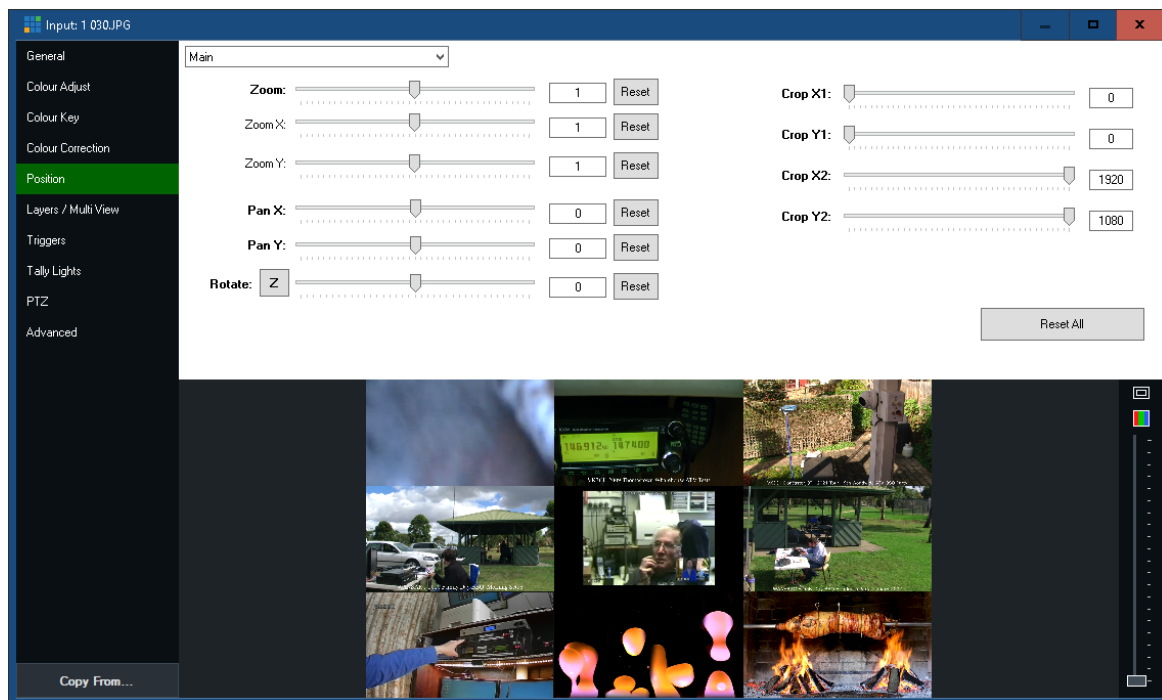 Input: 1 030.JPG
General
Colour Adjust
Colour Key
Colour Correction
Position
Layers / Multi View
Triggers
Tally Lights
PTZ
Advanced
Copy From...
Main
Zoom: 1 Reset
Zoom X: 1 Reset
Zoom Y: 1 Reset
Pan X: 0 Reset
Pan Y: 0 Reset
Rotate: Z 0 Reset
Crop X1: 0
Crop Y1: 0
Crop X2: 1920
Crop Y2: 1080
Reset All